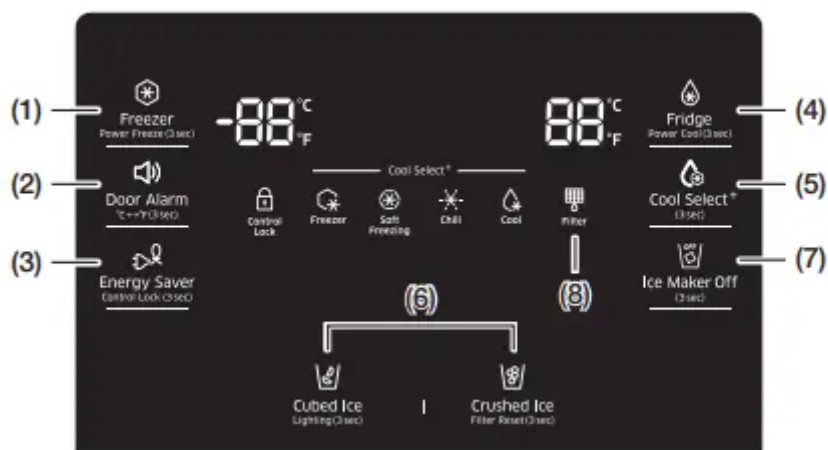 (1)
Freezer
Power Freeze(3sec)
-88 °C
°F
88 °C
°F
Fridge
Power Cool(3sec)
(4)
(2)
Door Alarm
°C↔°F(3sec)
Cool Select+
Control Lock
Freezer
Soft Freezing
Chill
Cool
Filter
Cool Select+
(3sec)
(5)
(3)
Energy Saver
Control Lock (3sec)
(6)
(8)
OFF
Ice Maker Off
(3sec)
(7)
Cubed Ice
Lighting(3sec)
|
Crushed Ice
Filter Reset(3sec)